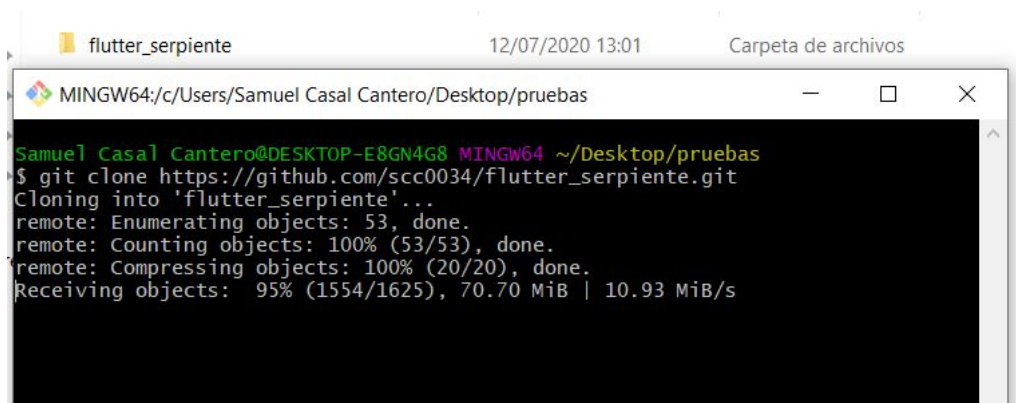 flutter_serpiente 12/07/2020 13:01 Carpeta de archivos
MINGW64:/c/Users/Samuel Casal Cantero/Desktop/pruebas
Samuel Casal Cantero@DESKTOP-E8GN4G8 MINGW64 ~/Desktop/pruebas
$ git clone https://github.com/scc0034/flutter_serpiente.git
Cloning into 'flutter_serpiente'...
remote: Enumerating objects: 53, done.
remote: Counting objects: 100% (53/53), done.
remote: Compressing objects: 100% (20/20), done.
Receiving objects:  95% (1554/1625), 70.70 MiB | 10.93 MiB/s